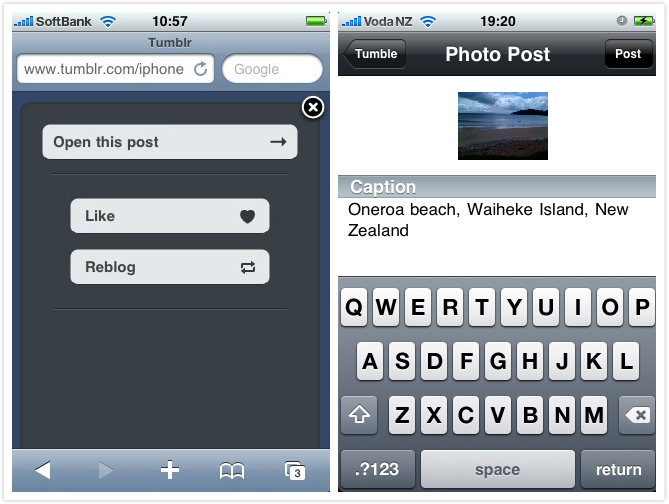 SoftBank 10:57
Tumblr
www.tumblr.com/iphone Google
Open this post
Like
Reblog
3
VodaNZ 19:20
Tumble Photo Post Post
Caption
Oneroa beach, Waiheke Island, New
Zealand
Q W E R T Y U I O P
A S D F G H J K L
Z X C V B N M
.?123 space return